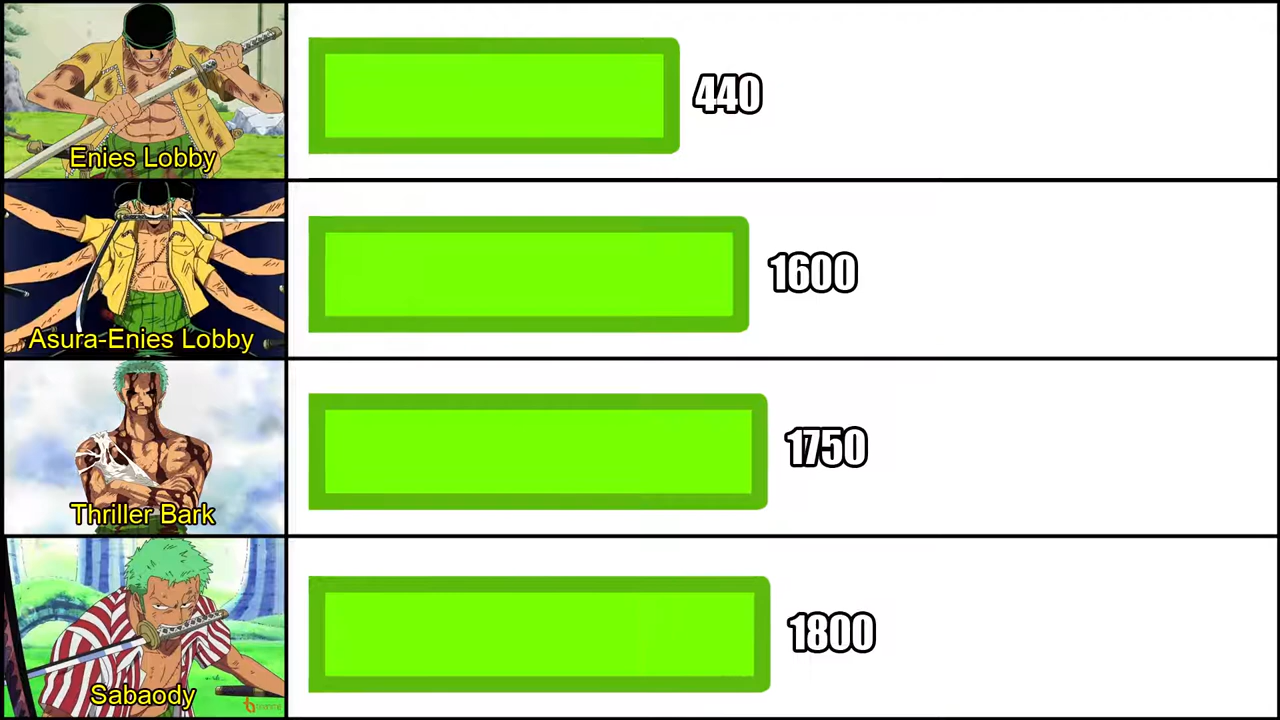 Enies Lobby
440
Asura-Enies Lobby
1600
Thriller Bark
1750
Sabaody
1800